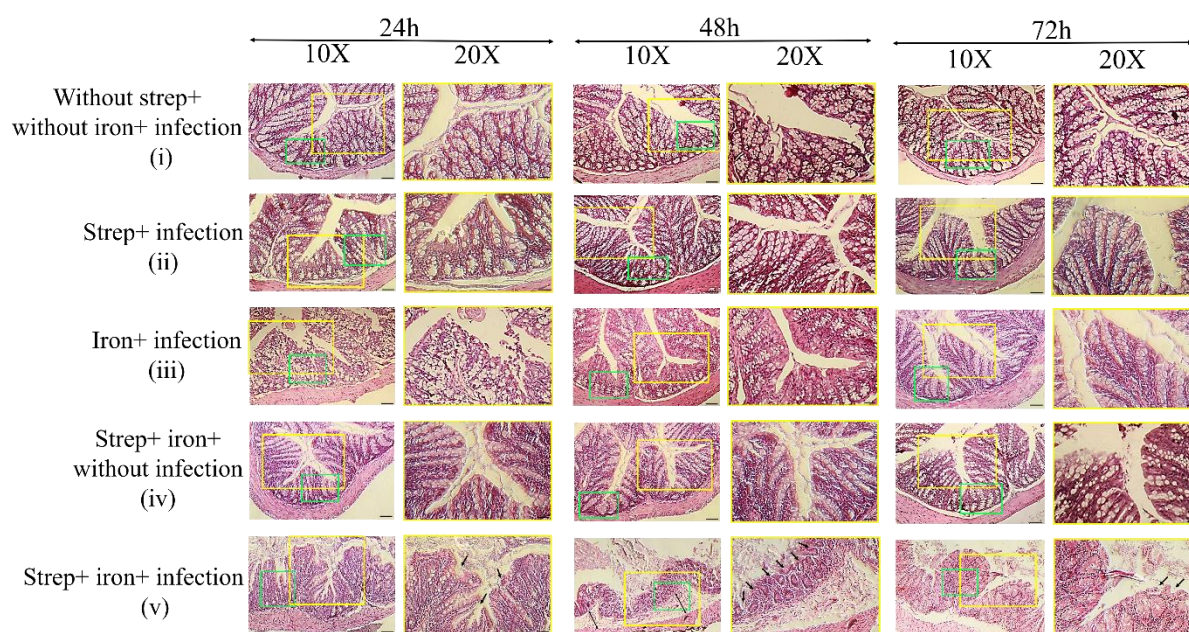 24h 48h 72h
10X 20X 10X 20X 10X 20X
Without strep+
without iron+ infection
(i)
Strep+ infection
(ii)
Iron+ infection
(iii)
Strep+ iron+
without infection
(iv)
Strep+ iron+ infection
(v)